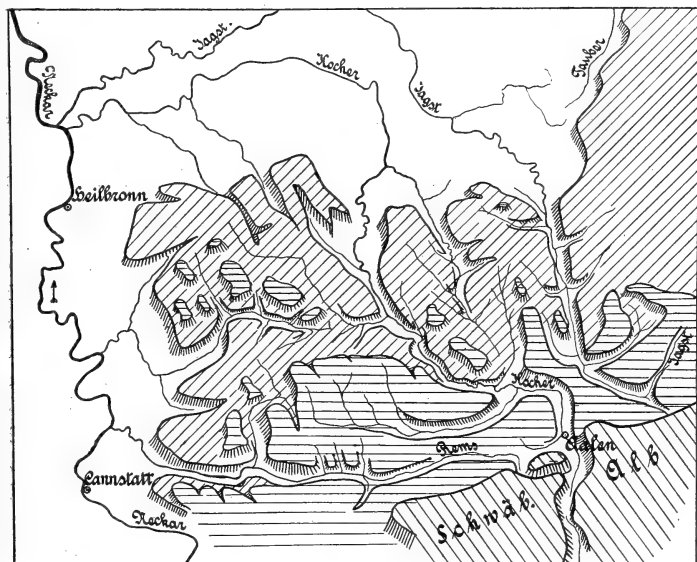 Jagst.
Neckar
Kocher
Jagst
Tauber
Heilbronn
Jagst
Kocher
Rems
Aalen
Alb
Cannstatt
Schwäb.
Neckar